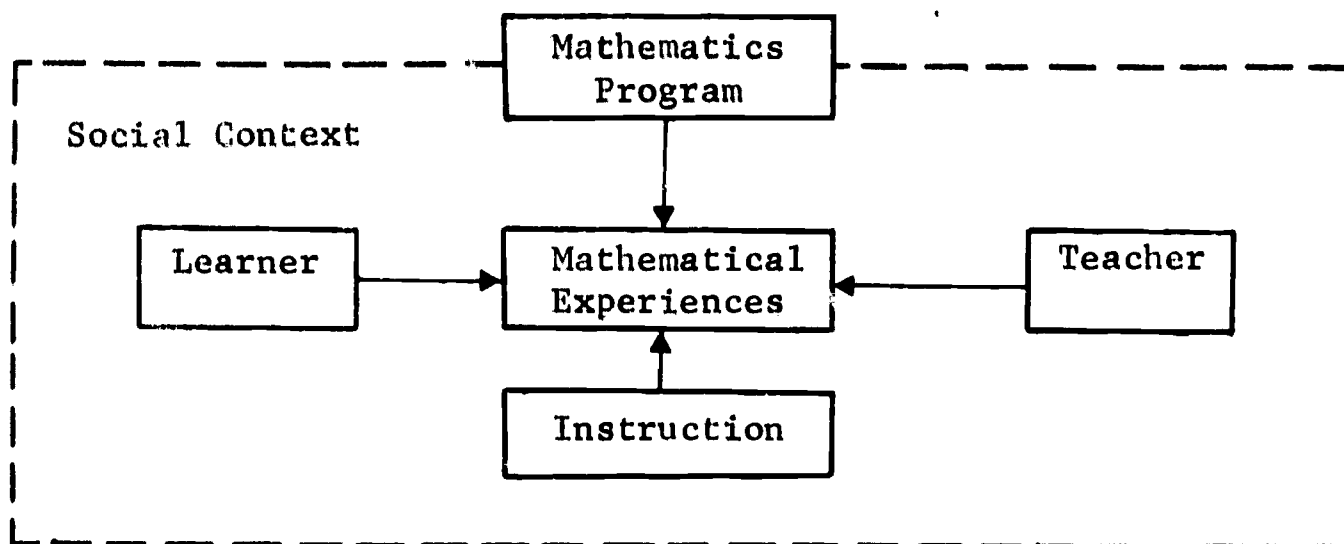 Mathematics
Program
Social Context
Learner
Mathematical
Experiences
Teacher
Instruction